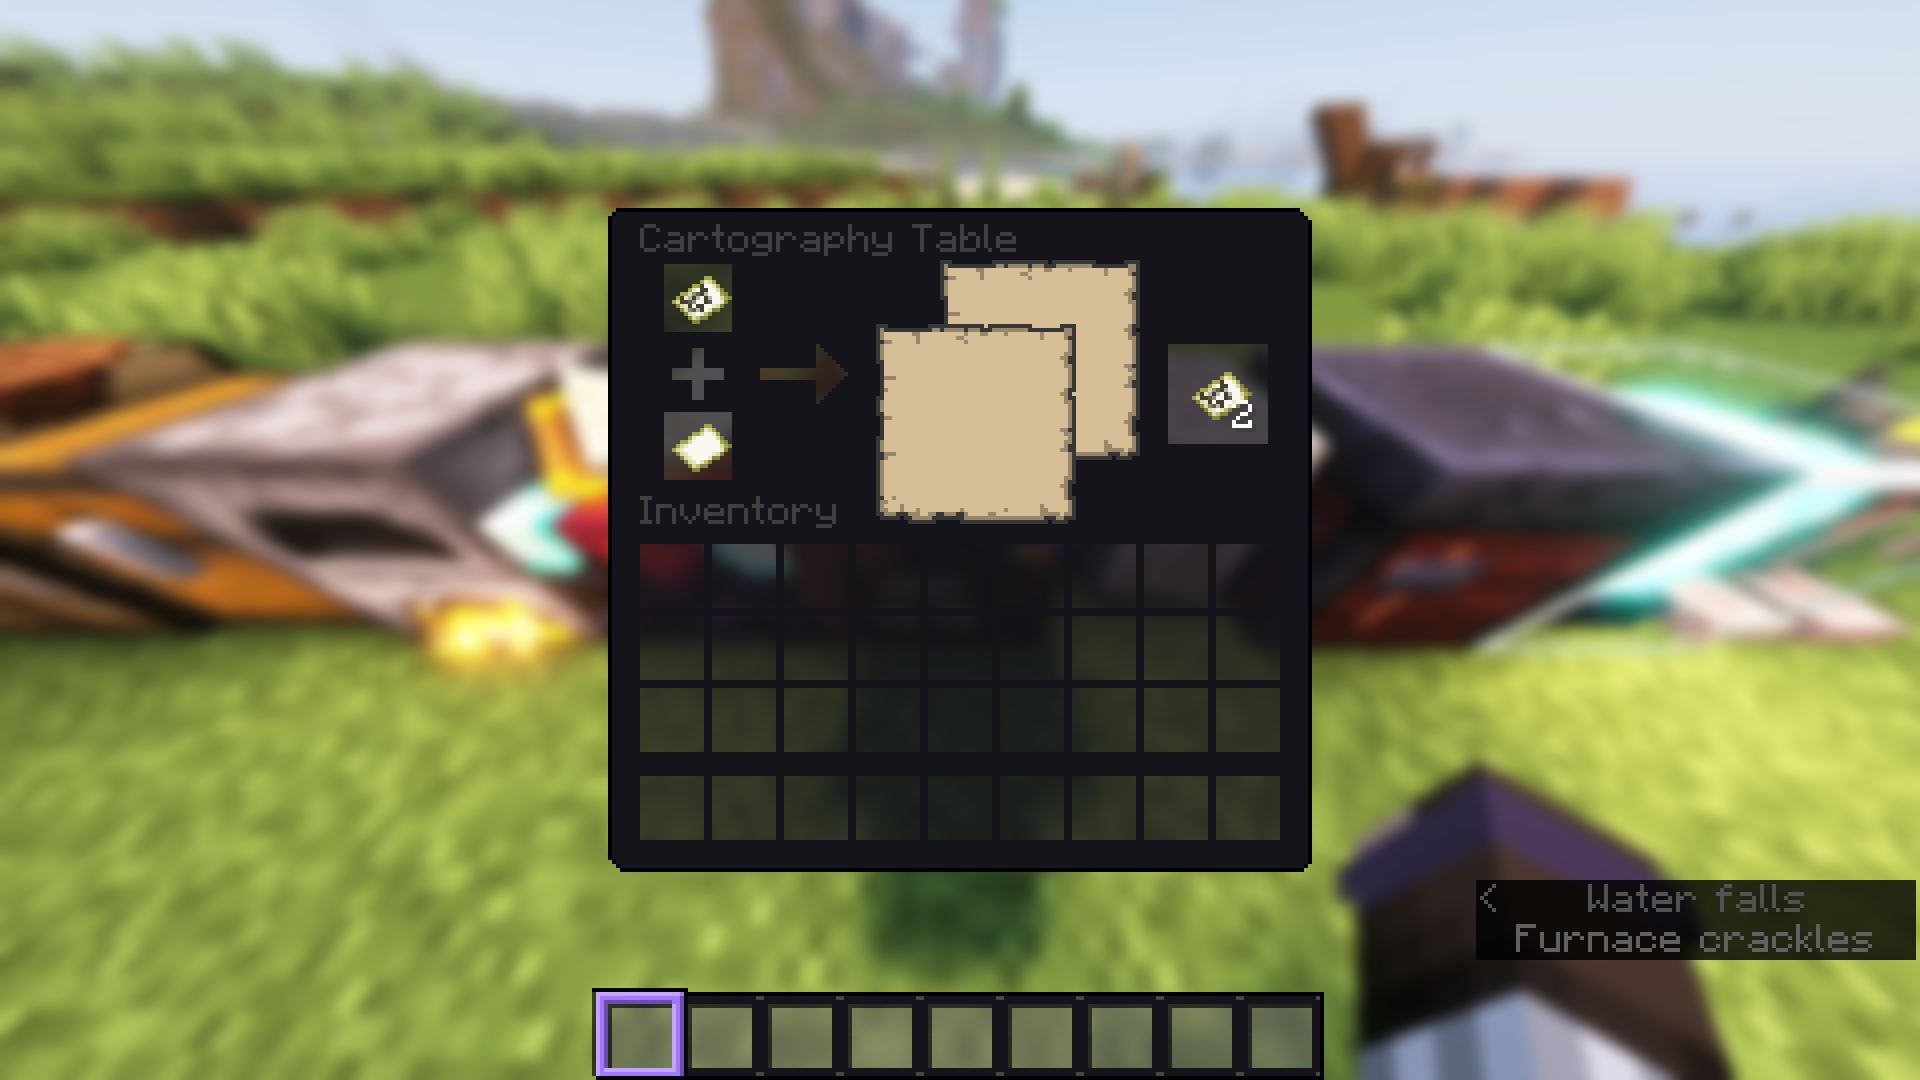 Cartography Table
2
Inventory
< Water falls
Furnace crackles